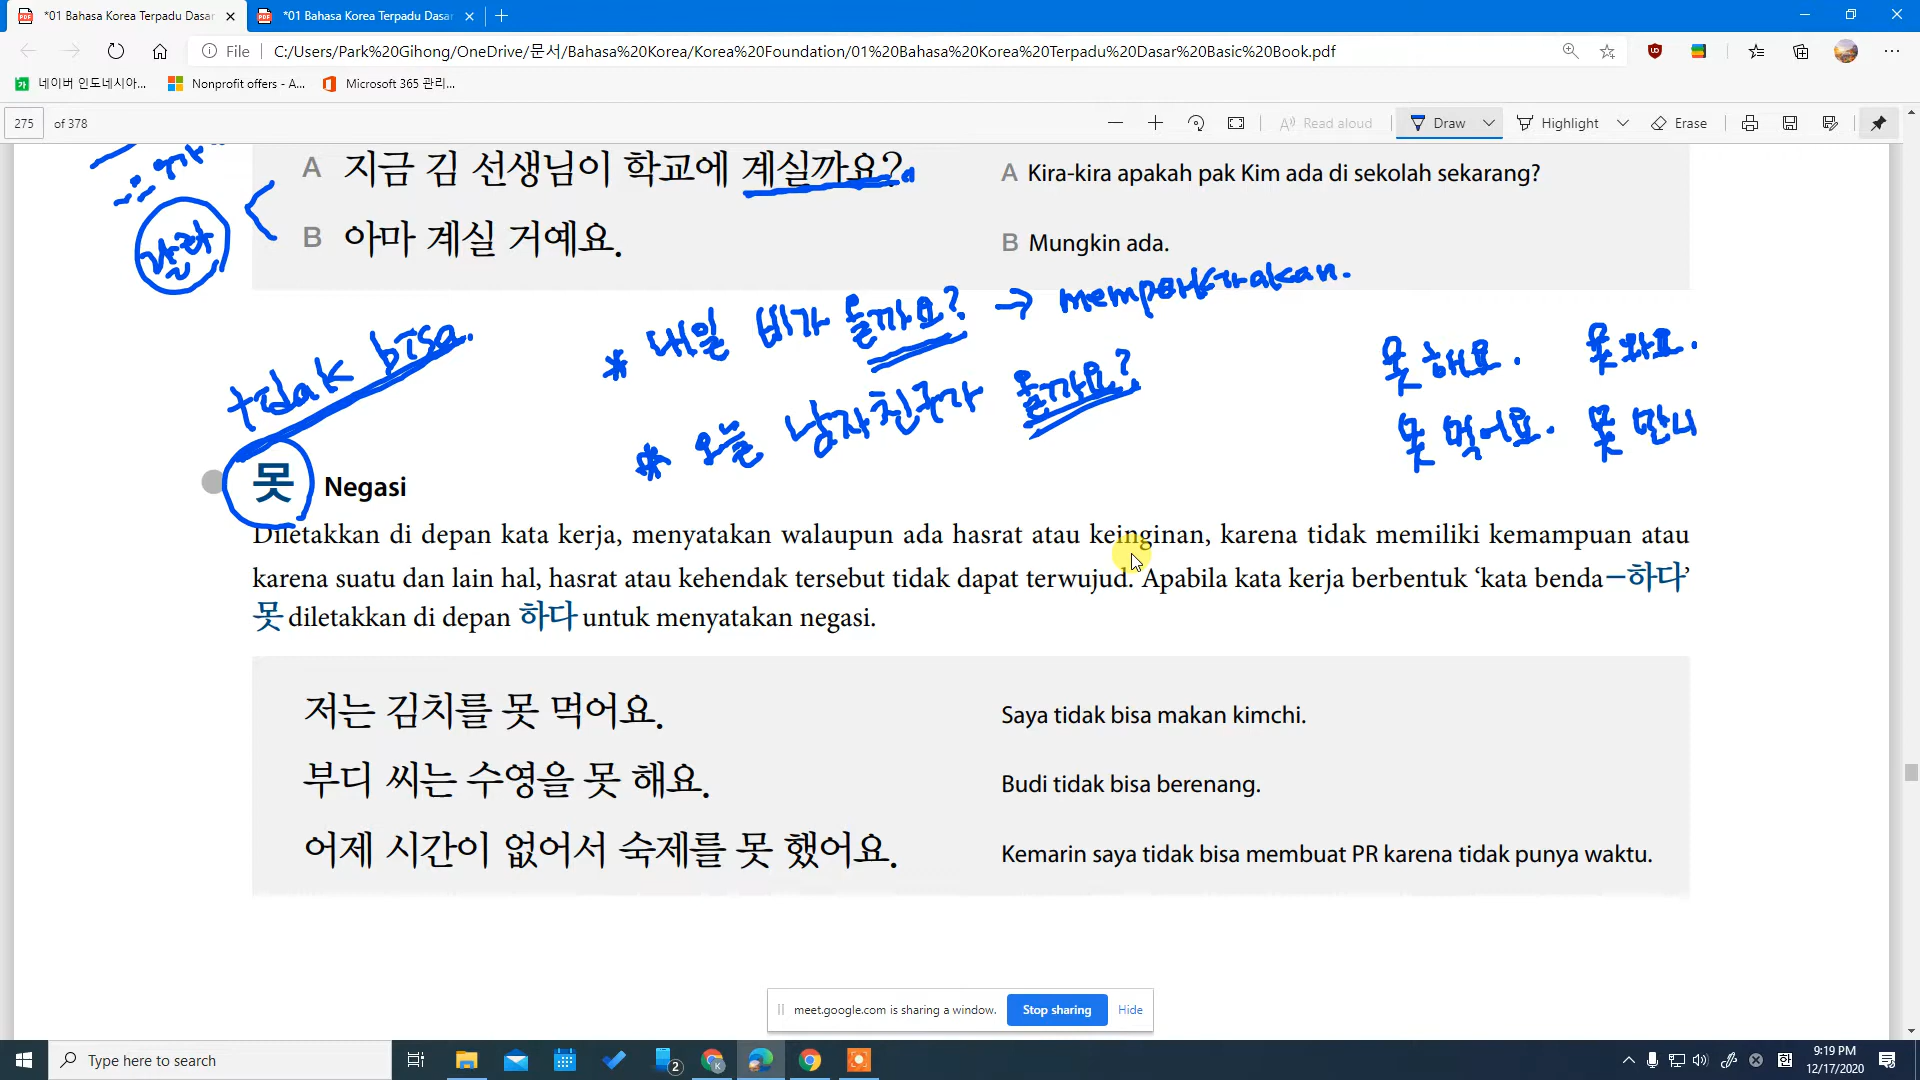 *01 Bahasa Korea Terpadu Dasar
*01 Bahasa Korea Terpadu Dasar
File
C:/Users/Park%20Gihong/OneDrive/문서/Bahasa%20Korea/Korea%20Foundation/01%20Bahasa%20Korea%20Terpadu%20Dasar%20Basic%20Book.pdf
네이버 인도네시아... Nonprofit offers - A... Microsoft 365 관리...
275 of 378 Read aloud Draw Highlight Erase
A 지금 김 선생님이 학교에 계실까요? A Kira-kira apakah pak Kim ada di sekolah sekarang?
B 아마 계실 거예요. B Mungkin ada.
* 내일 비가 올까요? → memperkirakan.
tidak bisa.
* 오늘 남자친구가 올까요?
못 해요. 못 와요.
못 먹어요. 못 만나
못 Negasi
Diletakkan di depan kata kerja, menyatakan walaupun ada hasrat atau keinginan, karena tidak memiliki kemampuan atau
karena suatu dan lain hal, hasrat atau kehendak tersebut tidak dapat terwujud. Apabila kata kerja berbentuk ‘kata benda–하다’
못 diletakkan di depan 하다 untuk menyatakan negasi.
저는 김치를 못 먹어요. Saya tidak bisa makan kimchi.
부디 씨는 수영을 못 해요. Budi tidak bisa berenang.
어제 시간이 없어서 숙제를 못 했어요. Kemarin saya tidak bisa membuat PR karena tidak punya waktu.
meet.google.com is sharing a window. Stop sharing Hide
Type here to search
2
K
한
9:19 PM
12/17/2020